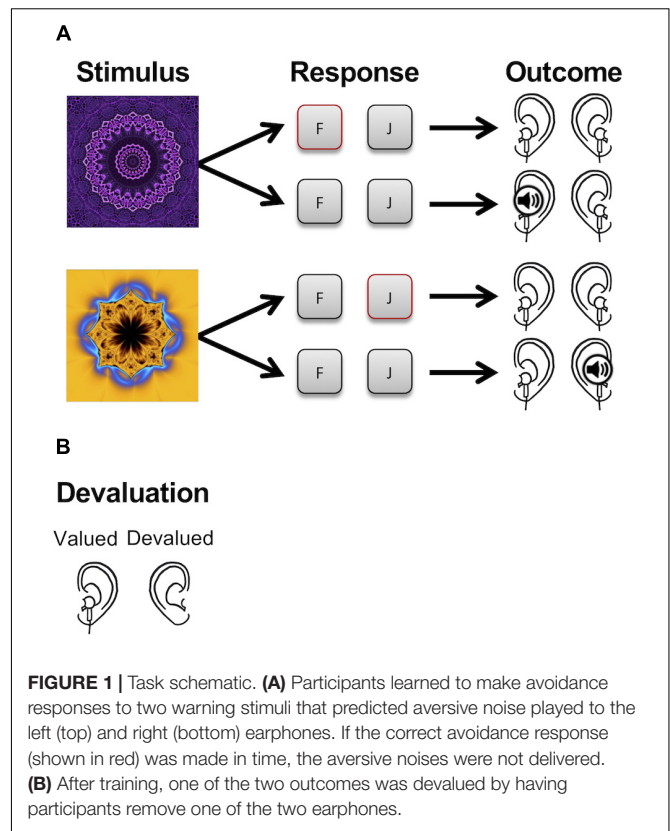 A
Stimulus Response Outcome
F J
F J
F J
F J
B
Devaluation
Valued Devalued
FIGURE 1 | Task schematic. (A) Participants learned to make avoidance
responses to two warning stimuli that predicted aversive noise played to the
left (top) and right (bottom) earphones. If the correct avoidance response
(shown in red) was made in time, the aversive noises were not delivered.
(B) After training, one of the two outcomes was devalued by having
participants remove one of the two earphones.